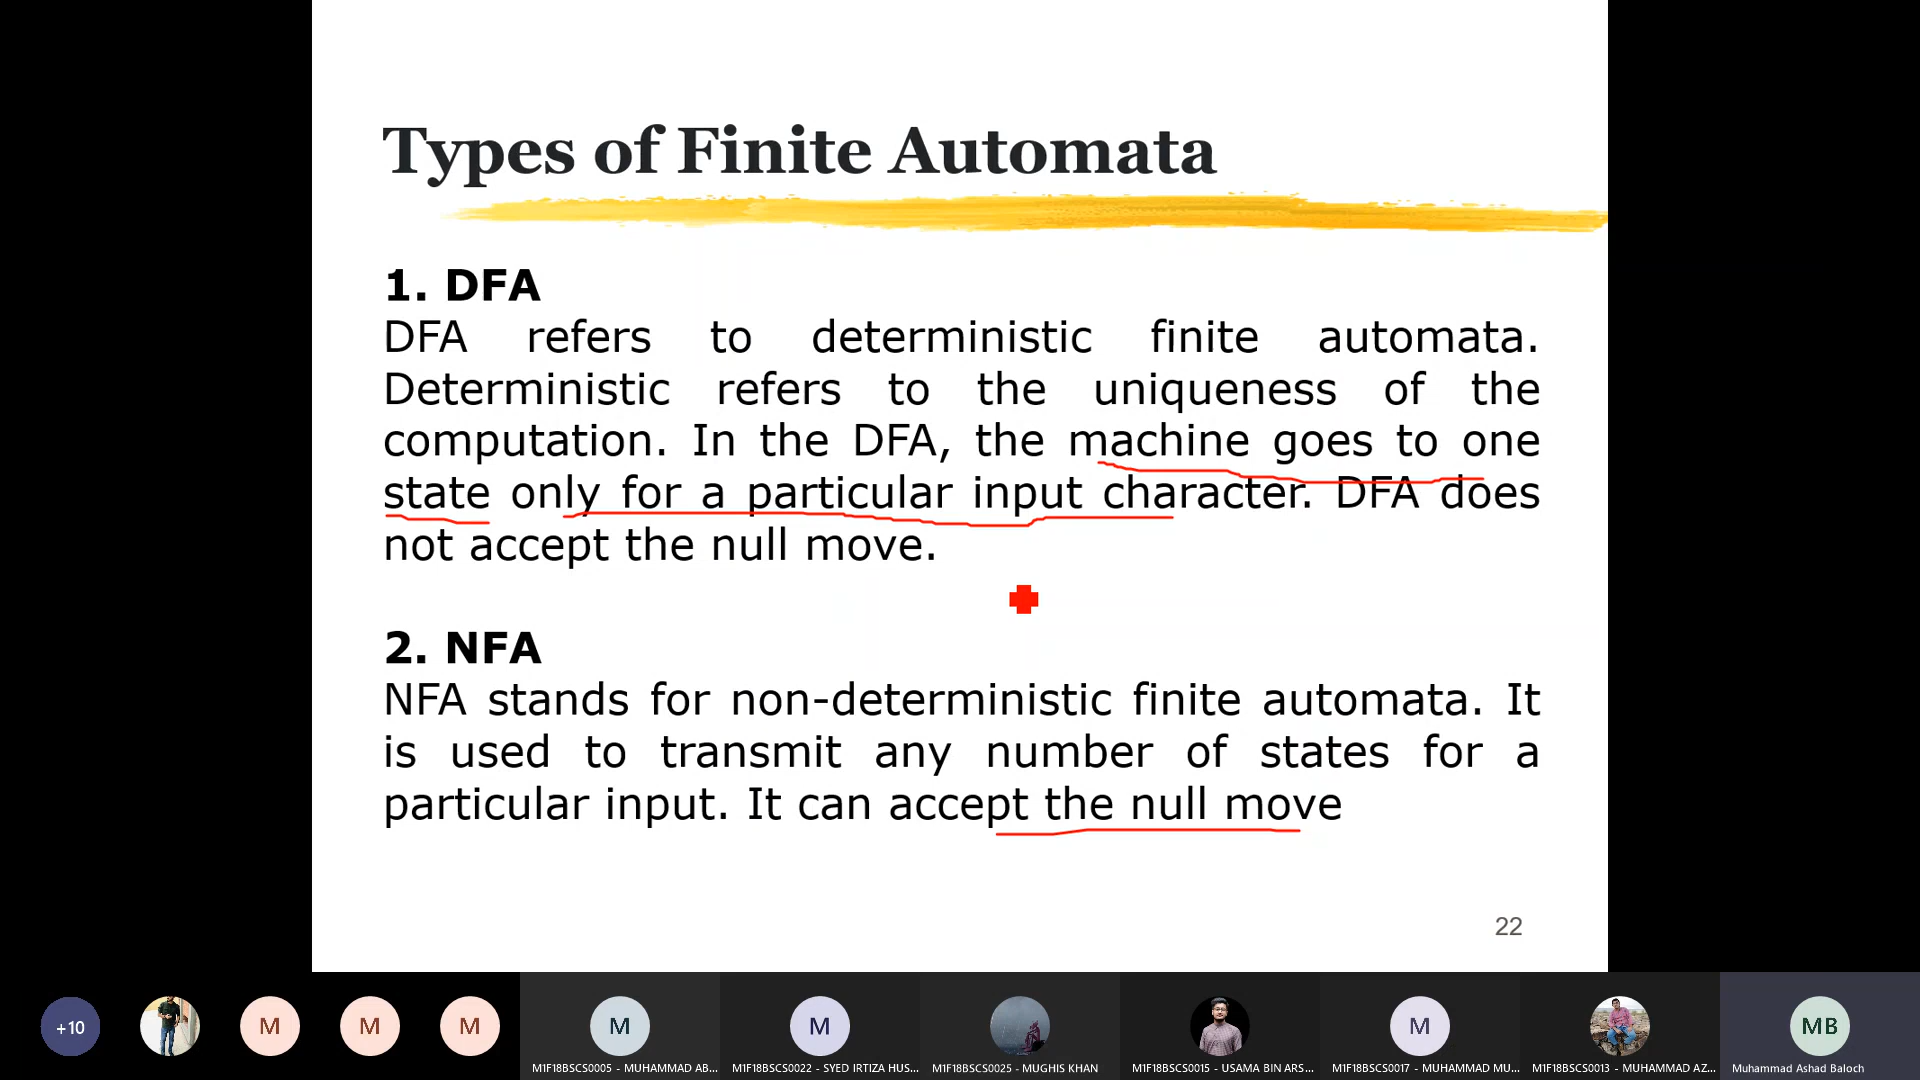 Types of Finite Automata
1. DFA
DFA refers to deterministic finite automata.
Deterministic refers to the uniqueness of the
computation. In the DFA, the machine goes to one
state only for a particular input character. DFA does
not accept the null move.
2. NFA
NFA stands for non-deterministic finite automata. It
is used to transmit any number of states for a
particular input. It can accept the null move
22
+10
M
M
M
M
M
M
MB
M1F18BSCS0005 - MUHAMMAD AB...
M1F18BSCS0022 - SYED IRTIZA HUS...
M1F18BSCS0025 - MUGHIS KHAN
M1F18BSCS0015 - USAMA BIN ARS...
M1F18BSCS0017 - MUHAMMAD MU...
M1F18BSCS0013 - MUHAMMAD AZ...
Muhammad Ashad Baloch